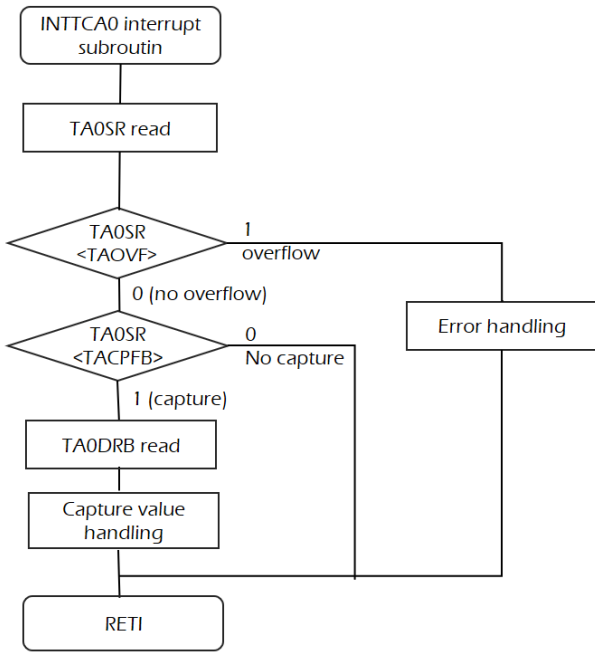 INTTCA0 interrupt
subroutin
TA0SR read
TA0SR
<TAOVF>
1
overflow
0 (no overflow)
Error handling
TA0SR
<TACPFB>
0
No capture
1 (capture)
TA0DRB read
Capture value
handling
RETI